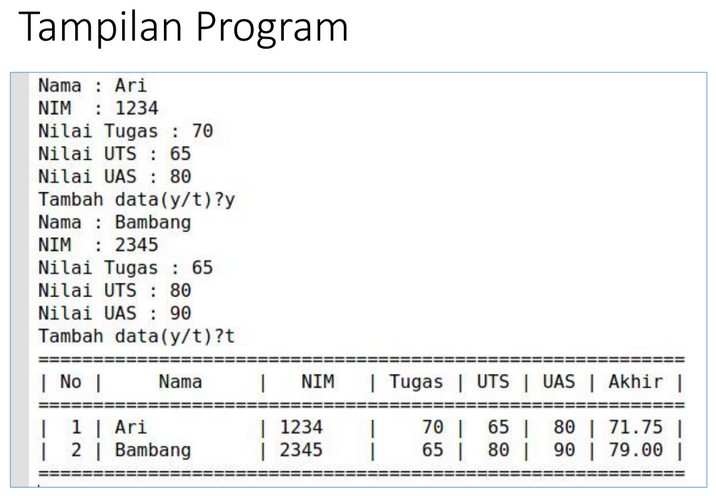 Tampilan Program
Nama : Ari
NIM  : 1234
Nilai Tugas : 70
Nilai UTS : 65
Nilai UAS : 80
Tambah data(y/t)?y
Nama : Bambang
NIM  : 2345
Nilai Tugas : 65
Nilai UTS : 80
Nilai UAS : 90
Tambah data(y/t)?t
===========================================================
| No |     Nama     |   NIM   | Tugas | UTS | UAS | Akhir |
===========================================================
|  1 | Ari          | 1234    |    70 |  65 |  80 | 71.75 |
|  2 | Bambang      | 2345    |    65 |  80 |  90 | 79.00 |
===========================================================